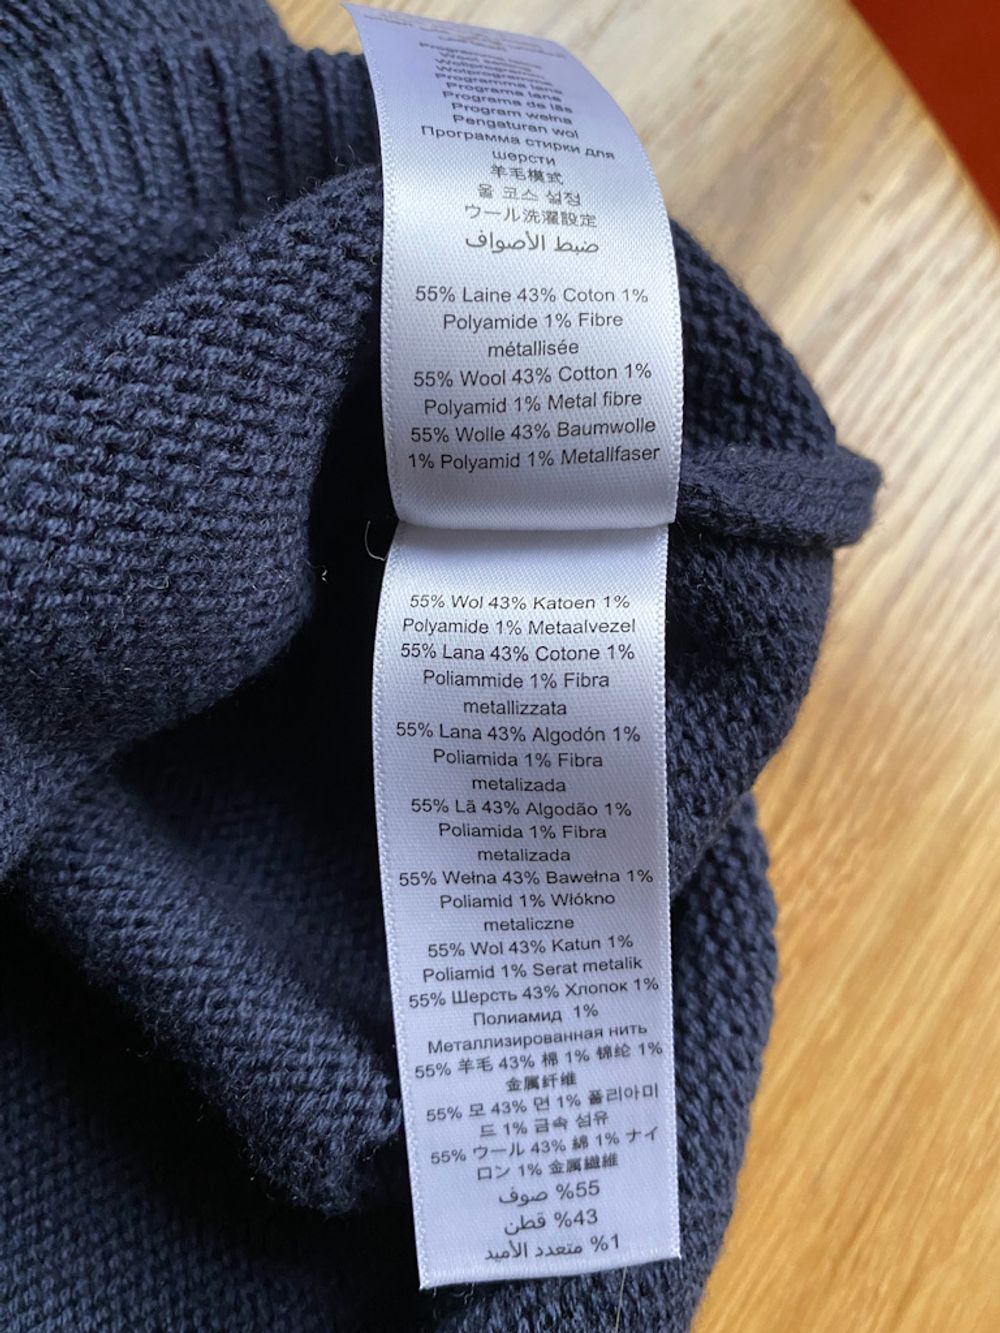 Programme laine
Wool setting
Wolprogramma
Programma lana
Programa lana
Programa de lãs
Program wełna
Pengaturan wol
Программа стирки для
шерсти
羊毛模式
울 코스 설정
ウール洗濯設定
ضبط الأصواف
55% Laine 43% Coton 1%
Polyamide 1% Fibre
métallisée
55% Wool 43% Cotton 1%
Polyamid 1% Metal fibre
55% Wolle 43% Baumwolle
1% Polyamid 1% Metallfaser
55% Wol 43% Katoen 1%
Polyamide 1% Metaalvezel
55% Lana 43% Cotone 1%
Poliammide 1% Fibra
metallizzata
55% Lana 43% Algodón 1%
Poliamida 1% Fibra
metalizada
55% Lã 43% Algodão 1%
Poliamida 1% Fibra
metalizada
55% Wełna 43% Bawełna 1%
Poliamid 1% Włókno
metaliczne
55% Wol 43% Katun 1%
Poliamid 1% Serat metalik
55% Шерсть 43% Хлопок 1%
Полиамид 1%
Металлизированная нить
55% 羊毛 43% 棉 1% 锦纶 1%
金属纤维
55% 모 43% 면 1% 폴리아미
드 1% 금속 섬유
55% ウール 43% 綿 1% ナイ
ロン 1% 金属繊維
55% صوف
43% قطن
1% متعدد الأميد